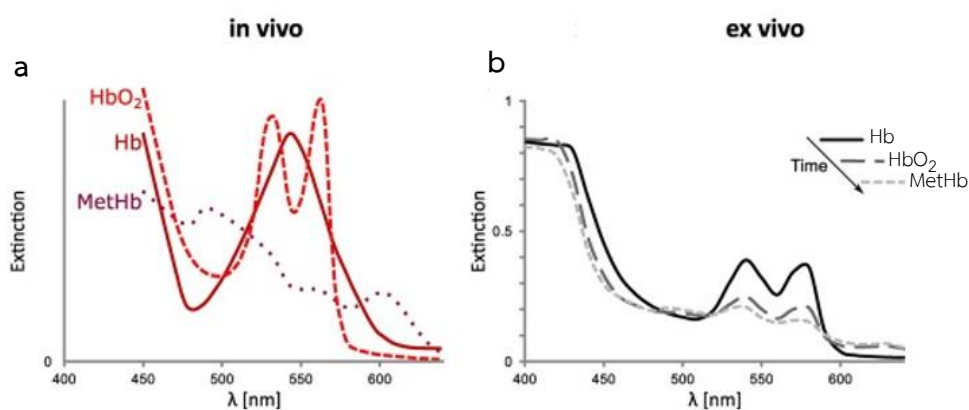 in vivo
ex vivo
a
b
HbO₂
Hb
MetHb
Extinction
0
400
450
500
550
600
λ [nm]
1
0.5
0
Extinction
Hb
HbO₂
MetHb
Time
400
450
500
550
600
λ [nm]